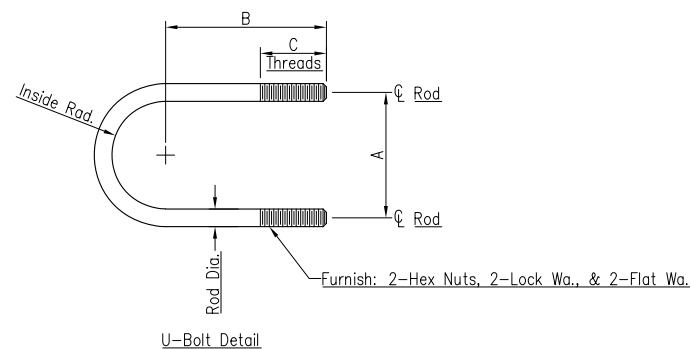 B
C
Threads
Inside Rad.
℄ Rod
A
℄ Rod
Rod Dia.
Furnish: 2-Hex Nuts, 2-Lock Wa., & 2-Flat Wa.
U-Bolt Detail